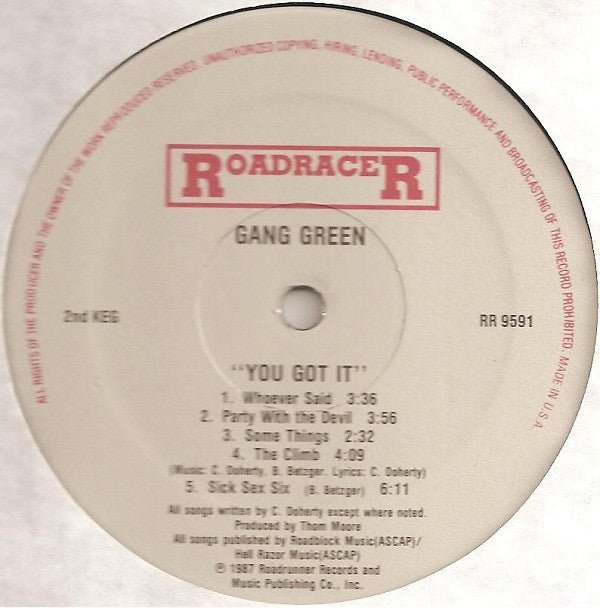 ALL RIGHTS OF THE PRODUCER AND THE OWNER OF THE WORK REPRODUCED RESERVED. UNAUTHORIZED COPYING, HIRING, LENDING, PUBLIC PERFORMANCE AND BROADCASTING OF THIS RECORD PROHIBITED. MADE IN U.S.A.
ROADRACER
GANG GREEN
2nd KEG
RR 9591
"YOU GOT IT"
1. Whoever Said 3:36
2. Party With the Devil 3:56
3. Some Things 2:32
4. The Climb 4:09
(Music: C. Doherty, B. Betzger, Lyrics: C. Doherty)
5. Sick Sex Six (B. Betzger) 6:11
All songs written by C. Doherty except where noted.
Produced by Thom Moore
All songs published by Roadblock Music(ASCAP)/
Hell Razor Music(ASCAP)
℗ 1987 Roadrunner Records and
Music Publishing Co., Inc.